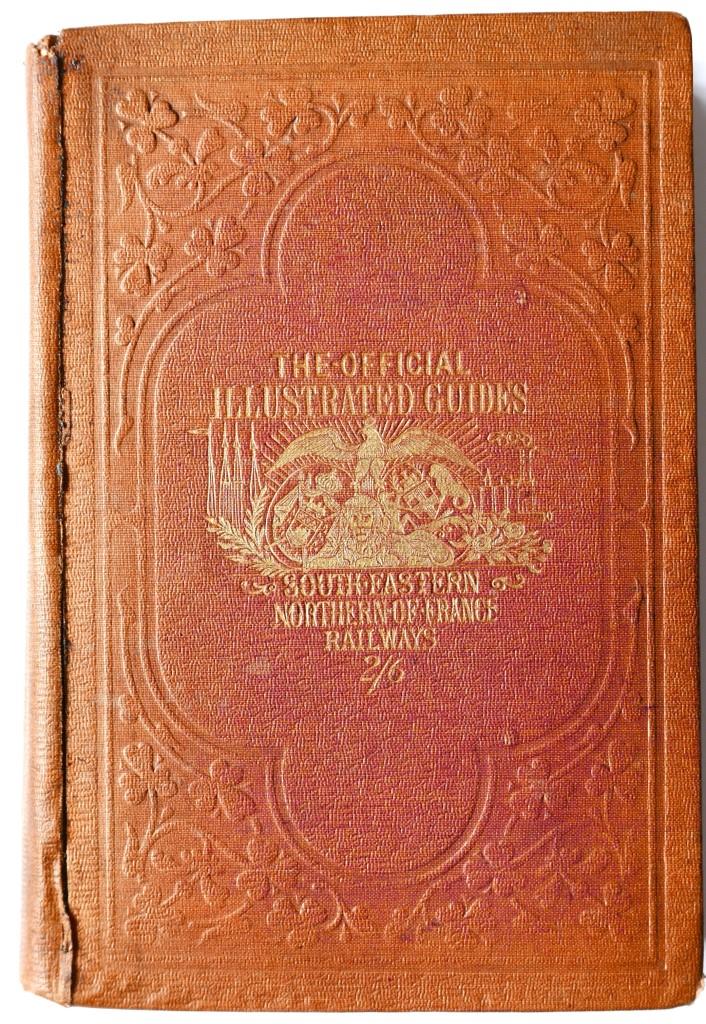 THE·OFFICIAL
ILLUSTRATED GUIDES
SOUTH·EASTERN
NORTHERN·OF·FRANCE
RAILWAYS
2/6